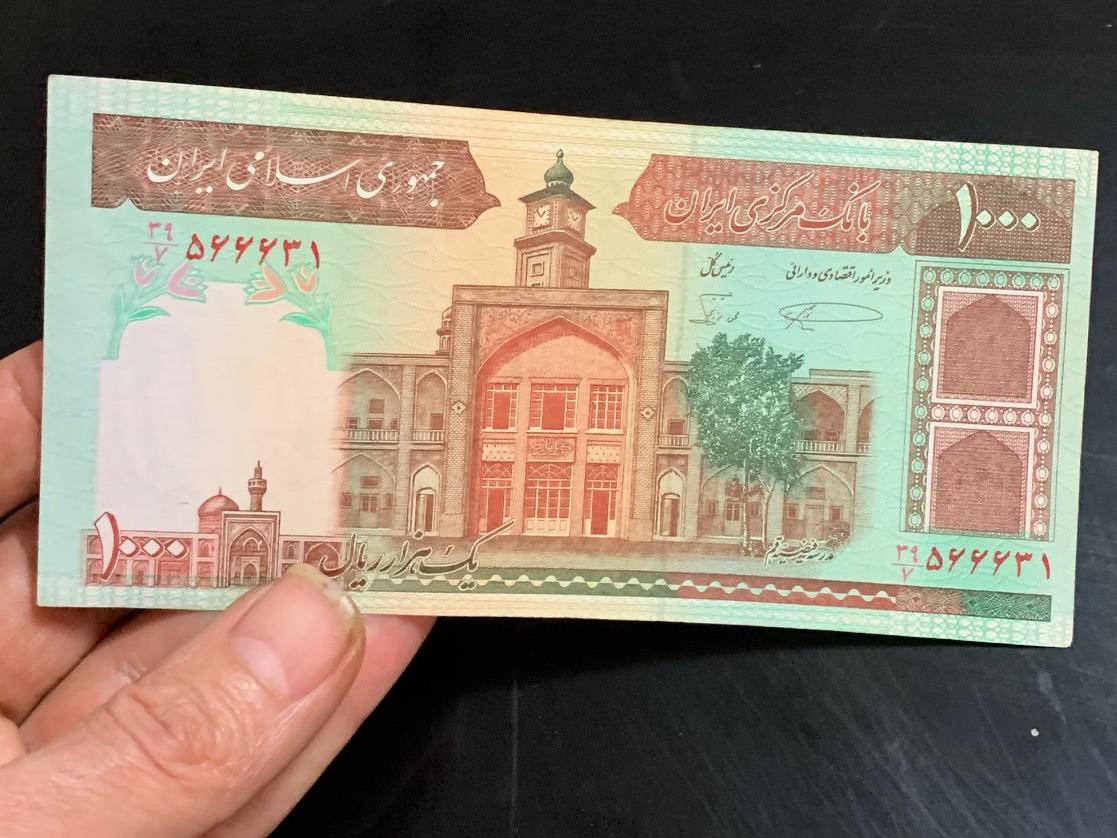 جمهوری اسلامی ایران
بانک مرکزی ایران
۱۰۰۰
۳۹/۷ ۵۶۶۶۳۱
رئیس کل
وزیر امور اقتصادی و دارائی
۱۰۰۰
یک هزار ریال
مدرسه فیضیه قم
۳۹/۷ ۵۶۶۶۳۱